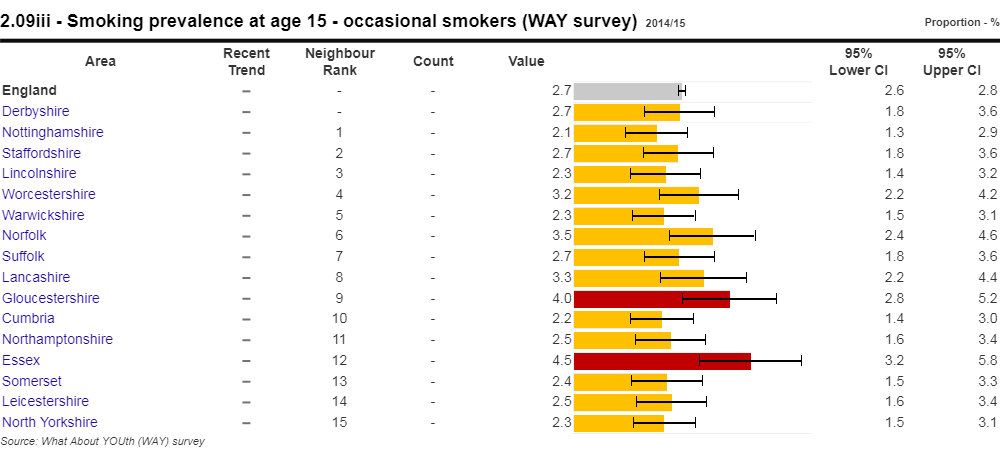 2.09iii - Smoking prevalence at age 15 - occasional smokers (WAY survey) 2014/15 Proportion - %
Area Recent Trend Neighbour Rank Count Value 95% Lower CI 95% Upper CI
England – - - 2.7 2.6 2.8
Derbyshire – - - 2.7 1.8 3.6
Nottinghamshire – 1 - 2.1 1.3 2.9
Staffordshire – 2 - 2.7 1.8 3.6
Lincolnshire – 3 - 2.3 1.4 3.2
Worcestershire – 4 - 3.2 2.2 4.2
Warwickshire – 5 - 2.3 1.5 3.1
Norfolk – 6 - 3.5 2.4 4.6
Suffolk – 7 - 2.7 1.8 3.6
Lancashire – 8 - 3.3 2.2 4.4
Gloucestershire – 9 - 4.0 2.8 5.2
Cumbria – 10 - 2.2 1.4 3.0
Northamptonshire – 11 - 2.5 1.6 3.4
Essex – 12 - 4.5 3.2 5.8
Somerset – 13 - 2.4 1.5 3.3
Leicestershire – 14 - 2.5 1.6 3.4
North Yorkshire – 15 - 2.3 1.5 3.1
Source: What About YOUth (WAY) survey